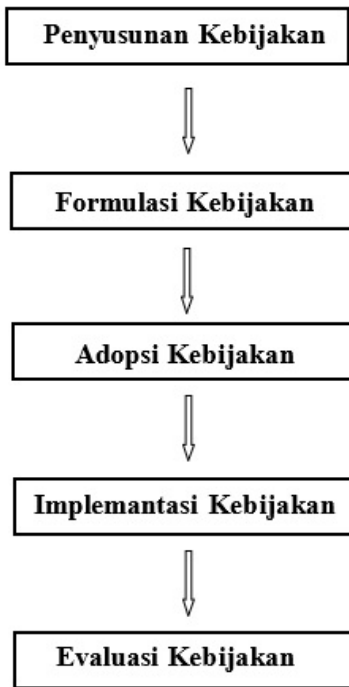 Penyusunan Kebijakan
Formulasi Kebijakan
Adopsi Kebijakan
Implemantasi Kebijakan
Evaluasi Kebijakan